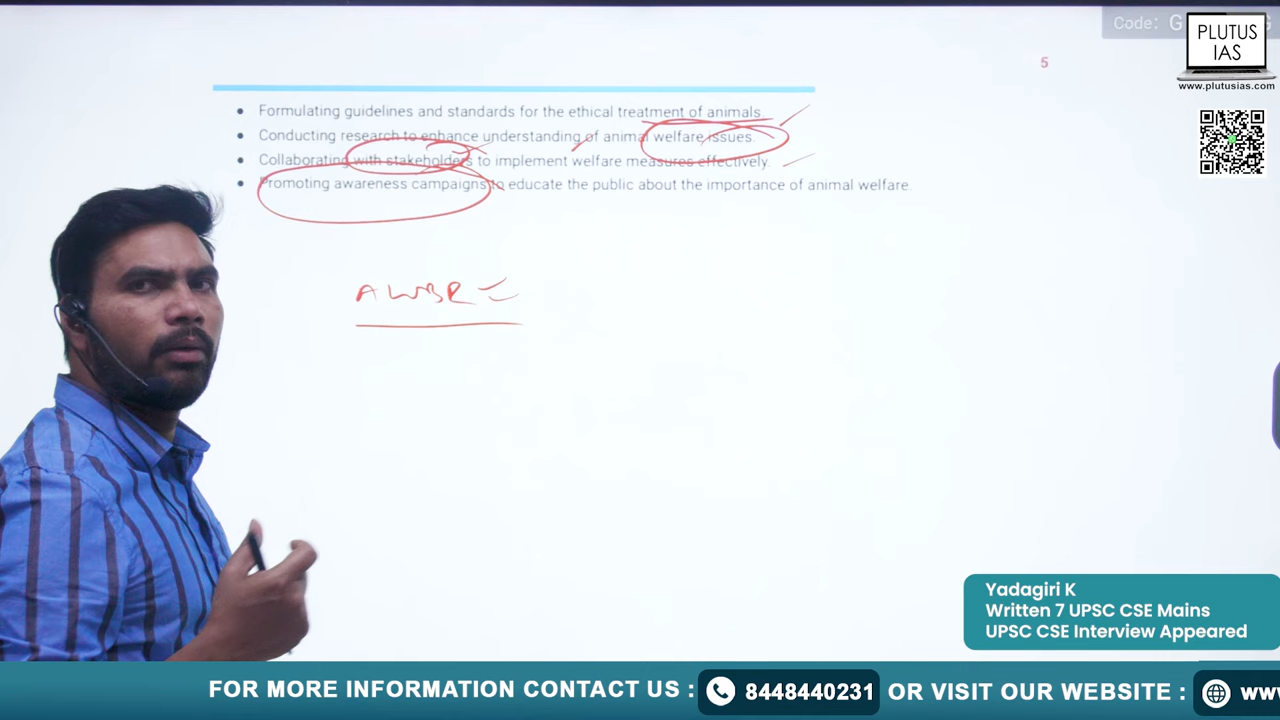 Code: G
PLUTUS
IAS
www.plutusias.com
5
• Formulating guidelines and standards for the ethical treatment of animals.
• Conducting research to enhance understanding of animal welfare issues.
• Collaborating with stakeholders to implement welfare measures effectively.
• Promoting awareness campaigns to educate the public about the importance of animal welfare.
Yadagiri K
Written 7 UPSC CSE Mains
UPSC CSE Interview Appeared
FOR MORE INFORMATION CONTACT US : 8448440231 OR VISIT OUR WEBSITE : ww